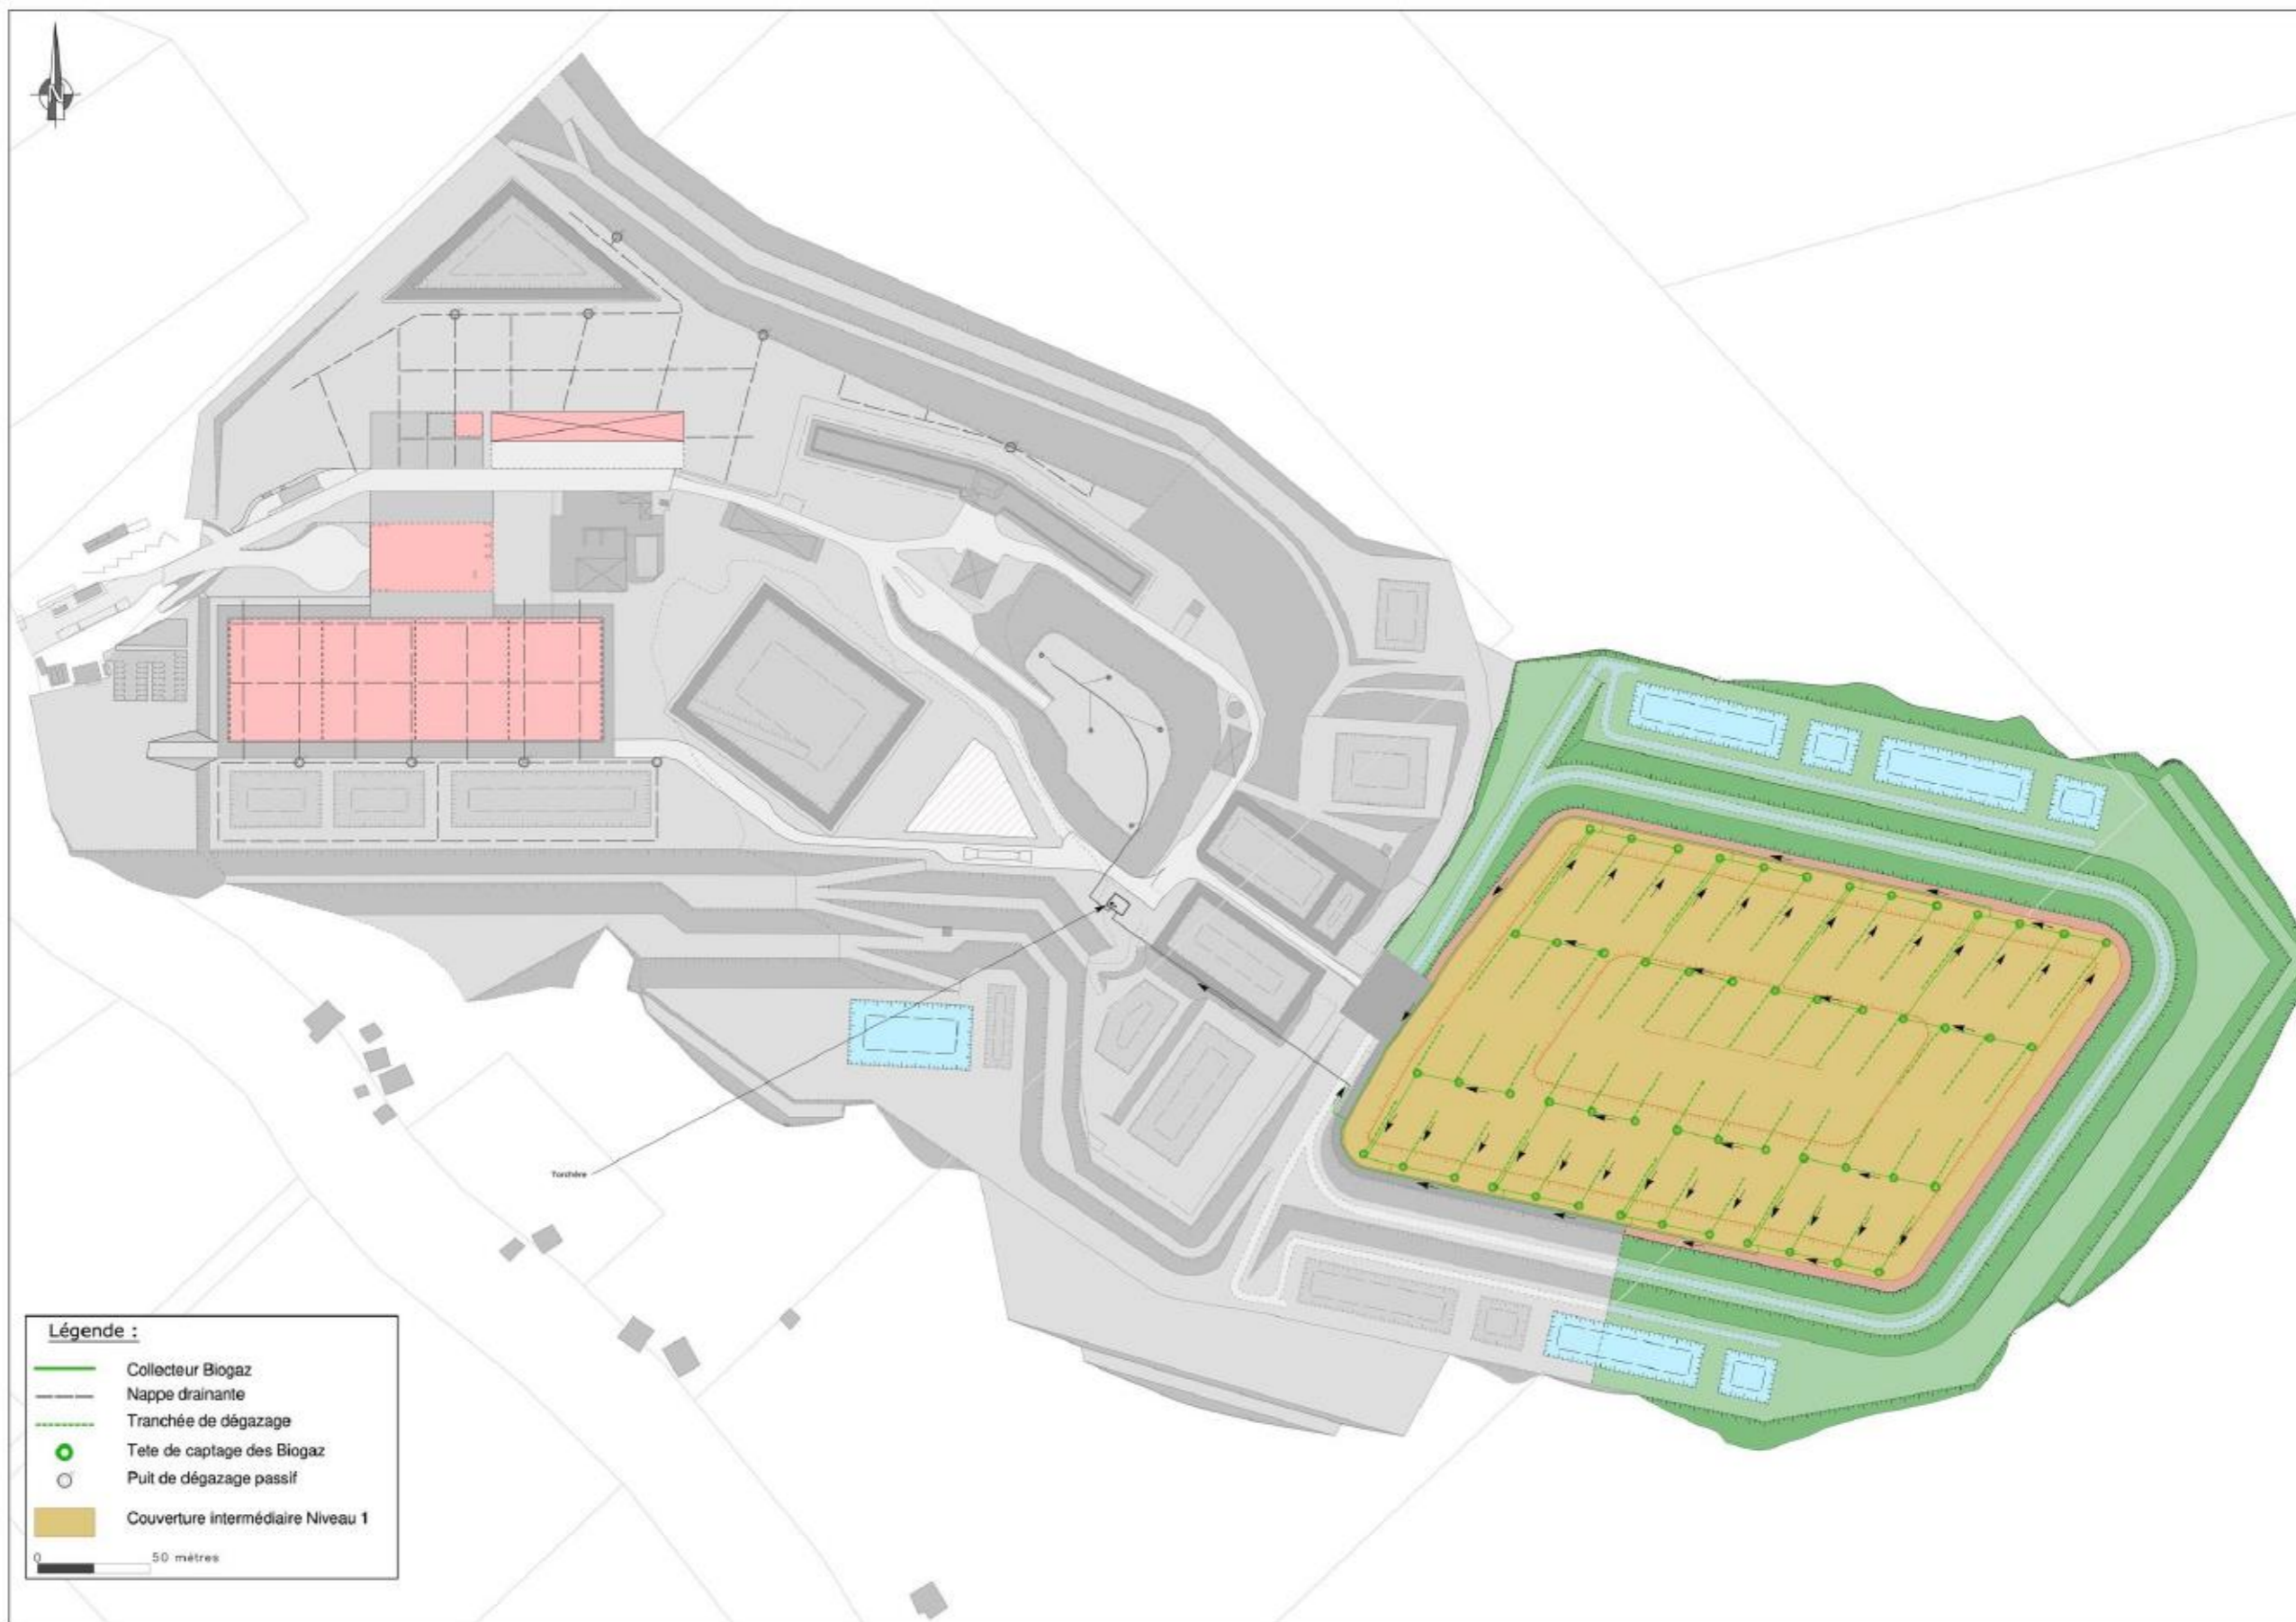 N
Torchère
Légende :
Collecteur Biogaz
Nappe drainante
Tranchée de dégazage
Tete de captage des Biogaz
Puit de dégazage passif
Couverture intermédiaire Niveau 1
0 50 mètres